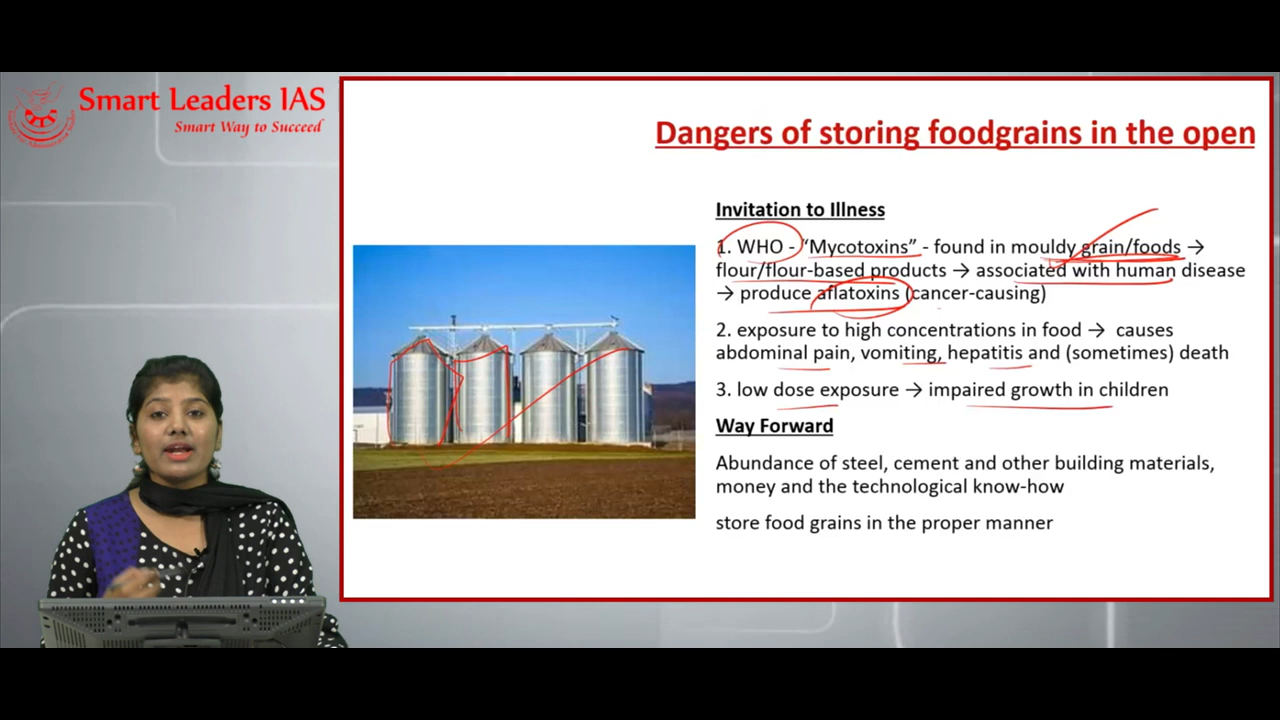 Smart Leaders IAS
Smart Way to Succeed
Dangers of storing foodgrains in the open
Invitation to Illness
1. WHO - “Mycotoxins” - found in mouldy grain/foods →
flour/flour-based products → associated with human disease
→ produce aflatoxins (cancer-causing)
2. exposure to high concentrations in food → causes
abdominal pain, vomiting, hepatitis and (sometimes) death
3. low dose exposure → impaired growth in children
Way Forward
Abundance of steel, cement and other building materials,
money and the technological know-how
store food grains in the proper manner